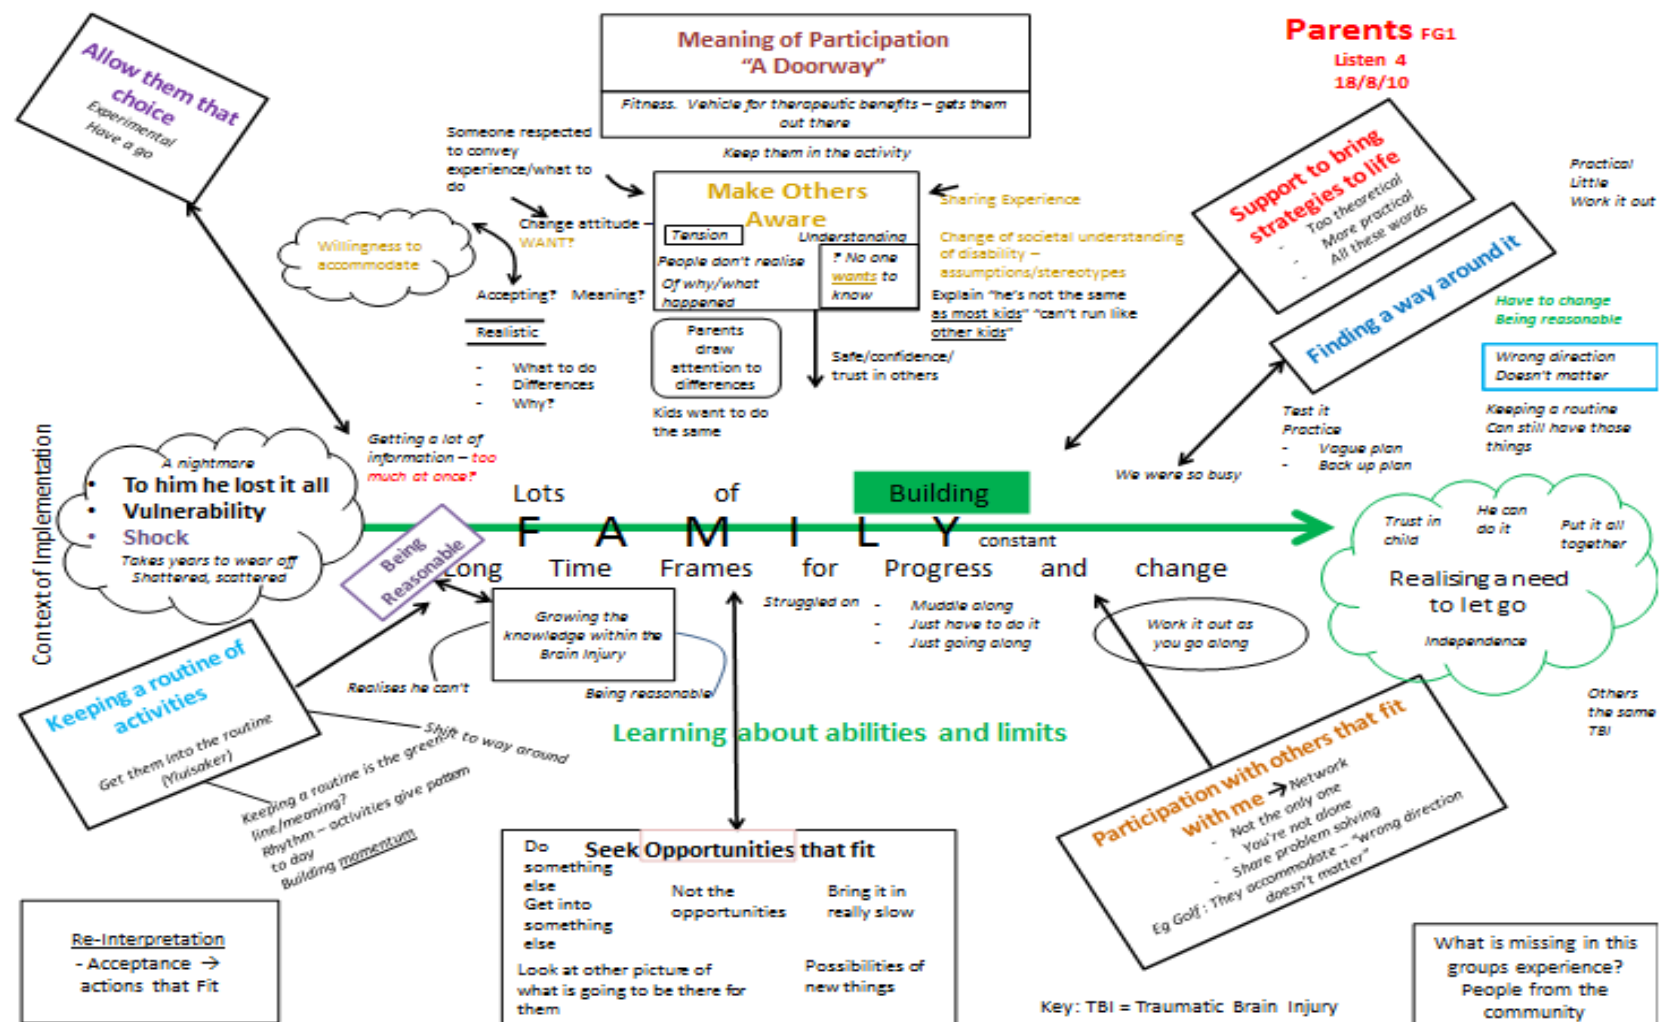 Allow them that
choice
Experimental
Have a go
Meaning of Participation
“A Doorway”
Fitness. Vehicle for therapeutic benefits – gets them
out there
Keep them in the activity
Parents FG1
Listen 4
18/8/10
Someone respected
to convey
experience/what to
do
Change attitude –
WANT?
Willingness to
accommodate
Accepting? Meaning?
Realistic
- What to do
- Differences
- Why?
Make Others
Aware
Tension
Understanding
People don't realise
Of why/what
happened
? No one
wants to
know
Parents
draw
attention to
differences
Kids want to do
the same
Sharing Experience
Change of societal understanding
of disability –
assumptions/stereotypes
Explain “he's not the same
as most kids” “can't run like
other kids”
Safe/confidence/
trust in others
Support to bring
strategies to life
- Too theoretical
- More practical
- All these words
Practical
Little
Work it out
Finding a way around it
Have to change
Being reasonable
Wrong direction
Doesn't matter
Keeping a routine
Can still have those
things
Test it
Practice
- Vague plan
- Back up plan
We were so busy
Context of Implementation
A nightmare
• To him he lost it all
• Vulnerability
• Shock
Takes years to wear off
Shattered, scattered
Getting a lot of
information – too
much at once?
Lots of Building
F A M I L Y constant
Long Time Frames for Progress and change
Being
Reasonable
Growing the
knowledge within the
Brain Injury
Realises he can't
Being reasonable
Struggled on
- Muddle along
- Just have to do it
- Just going along
Work it out as
you go along
Trust in
child
He can
do it
Put it all
together
Realising a need
to let go
Independence
Others
the same
TBI
Learning about abilities and limits
Keeping a routine of
activities
Get them into the routine
(Yluisaker)
Shift to way around
Keeping a routine is the green
line/meaning?
Rhythm – activities give pattern
to day
Building momentum
Participation with others that fit
with me → Network
- Not the only one
- You're not alone
- Share problem solving
Eg Golf : They accommodate – “wrong direction
doesn't matter”
Seek Opportunities that fit
Do
something
else
Get into
something
else
Not the
opportunities
Bring it in
really slow
Look at other picture of
what is going to be there for
them
Possibilities of
new things
Re-Interpretation
- Acceptance →
actions that Fit
Key: TBI = Traumatic Brain Injury
What is missing in this
groups experience?
People from the
community